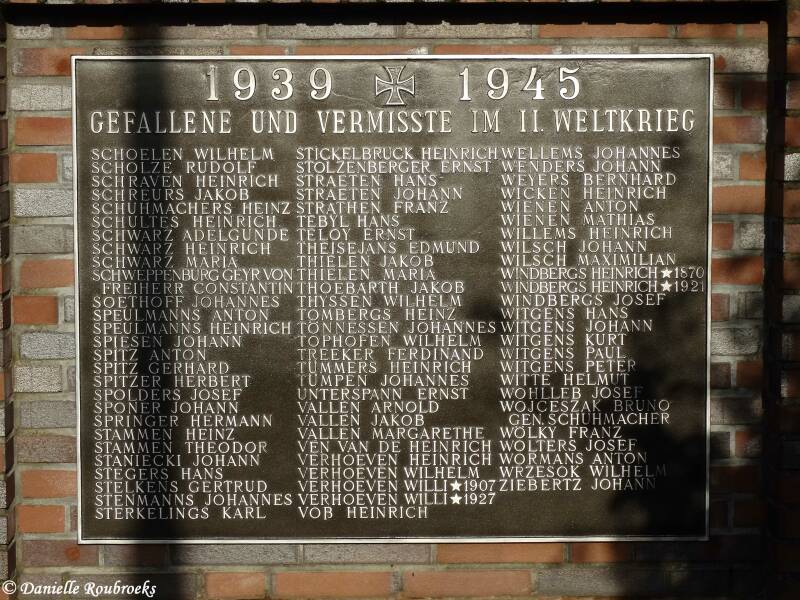 1939 1945
GEFALLENE UND VERMISSTE IM II. WELTKRIEG
SCHOELEN WILHELM
SCHOLZE RUDOLF
SCHRAVEN HEINRICH
SCHREURS JAKOB
SCHUHMACHERS HEINZ
SCHULTES HEINRICH
SCHWARZ ADELGUNDE
SCHWARZ HEINRICH
SCHWARZ MARIA
SCHWEPPENBURG GEYR VON
FREIHERR CONSTANTIN
SOETHOFF JOHANNES
SPEULMANNS ANTON
SPEULMANNS HEINRICH
SPIESEN JOHANN
SPITZ ANTON
SPITZ GERHARD
SPITZER HERBERT
SPOLDERS JOSEF
SPONER JOHANN
SPRINGER HERMANN
STAMMEN HEINZ
STAMMEN THEODOR
STANIECKI JOHANN
STEGERS HANS
STELKENS GERTRUD
STENMANNS JOHANNES
STERKELINGS KARL
STICKELBRUCK HEINRICH
STOLZENBERGER ERNST
STRAETEN HANS
STRAETEN JOHANN
STRATHEN FRANZ
TEBYL HANS
TELOY ERNST
THEISEJANS EDMUND
THIELEN JAKOB
THIELEN MARIA
THOEBARTH JAKOB
THYSSEN WILHELM
TOMBERGS HEINZ
TÖNNESSEN JOHANNES
TOPHOFEN WILHELM
TREEKER FERDINAND
TÜMMERS HEINRICH
TÜMPEN JOHANNES
UNTERSPANN ERNST
VALLEN ARNOLD
VALLEN JAKOB
VALLEN MARGARETHE
VEN VAN DE HEINRICH
VERHOEVEN HEINRICH
VERHOEVEN WILHELM
VERHOEVEN WILLI ★ 1907
VERHOEVEN WILLI ★ 1927
VOß HEINRICH
WELLEMS JOHANNES
WENDERS JOHANN
WEYERS BERNHARD
WICKEN HEINRICH
WIENEN ANTON
WIENEN MATHIAS
WILLEMS HEINRICH
WILSCH JOHANN
WILSCH MAXIMILIAN
WINDBERGS HEINRICH ★ 1870
WINDBERGS HEINRICH ★ 1921
WINDBERGS JOSEF
WITGENS HANS
WITGENS JOHANN
WITGENS KURT
WITGENS PAUL
WITGENS PETER
WITTE HELMUT
WOHLLEB JOSEF
WOJCESZAK BRUNO
GEN. SCHUHMACHER
WOLKY FRANZ
WOLTERS JOSEF
WORMANS ANTON
WRZESOK WILHELM
ZIEBERTZ JOHANN
© Danielle Roubroeks